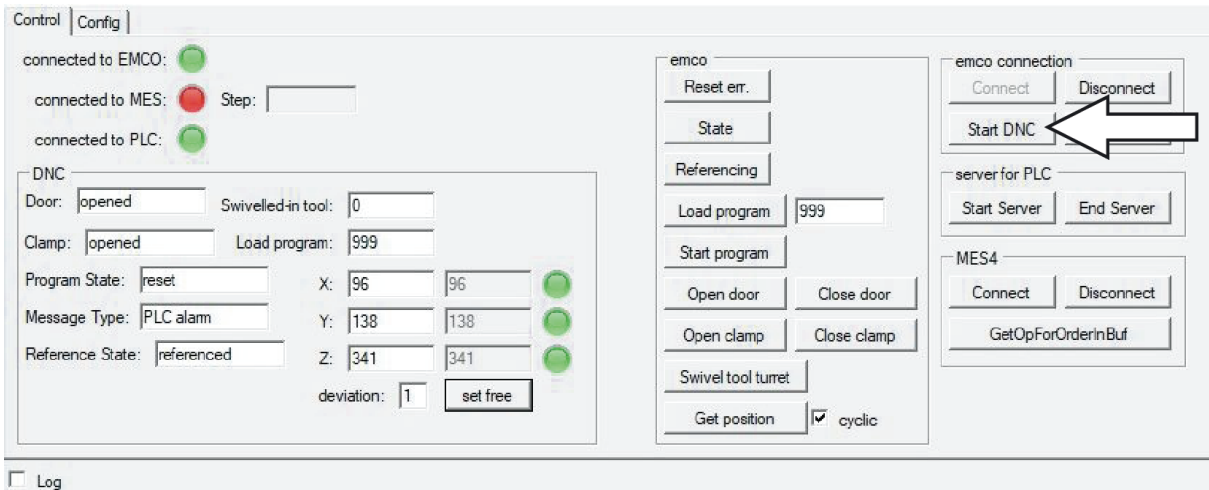 Control Config
connected to EMCO:
connected to MES: Step:
connected to PLC:
DNC
Door: opened Swivelled-in tool: 0
Clamp: opened Load program: 999
Program State: reset X: 96 96
Message Type: PLC alarm Y: 138 138
Reference State: referenced Z: 341 341
deviation: 1 set free
emco
Reset err.
State
Referencing
Load program 999
Start program
Open door Close door
Open clamp Close clamp
Swivel tool turret
Get position cyclic
emco connection
Connect Disconnect
Start DNC
server for PLC
Start Server End Server
MES4
Connect Disconnect
GetOpForOrderInBuf
Log